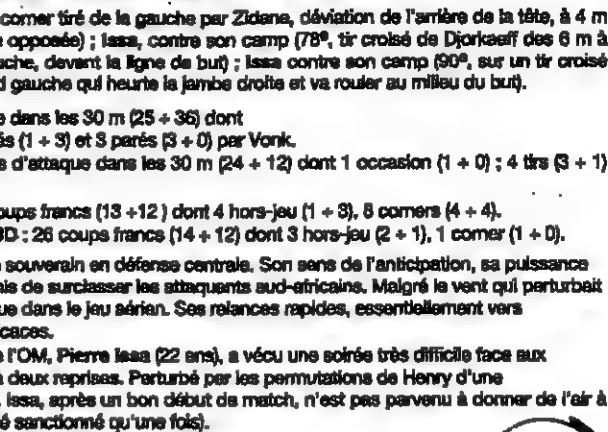 corner tiré de la gauche par Zidane, déviation de l'arrière de la tête, à 4 m
opposée) ; Issa, contre son camp (78e, tir croisé de Djorkaeff des 6 m à
uche, devant la ligne de but) ; Issa contre son camp (90e, sur un tir croisé
d gauche qui heurte la jambe droite et va rouler au milieu du but).
e dans les 30 m (25 + 36) dont
és (1 + 3) et 3 parés (3 + 0) par Vonk.
s d'attaque dans les 30 m (24 + 12) dont 1 occasion (1 + 0) ; 4 tirs (3 + 1)
oups francs (13 +12 ) dont 4 hors-jeu (1 + 3), 8 corners (4 + 4).
BD : 26 coups francs (14 + 12) dont 3 hors-jeu (2 + 1), 1 corner (1 + 0).
souverain en défense centrale. Son sens de l'anticipation, sa puissance
is de surclasser les attaquants sud-africains. Malgré le vent qui perturbait
ue dans le jeu aérien. Ses relances rapides, essentiellement vers
caces.
e l'OM, Pierre Issa (22 ans), a vécu une soirée très difficile face aux
deux reprises. Perturbé par les permutations de Henry d'une
. Issa, après un bon début de match, n'est pas parvenu à donner de l'air à
é sanctionné qu'une fois).